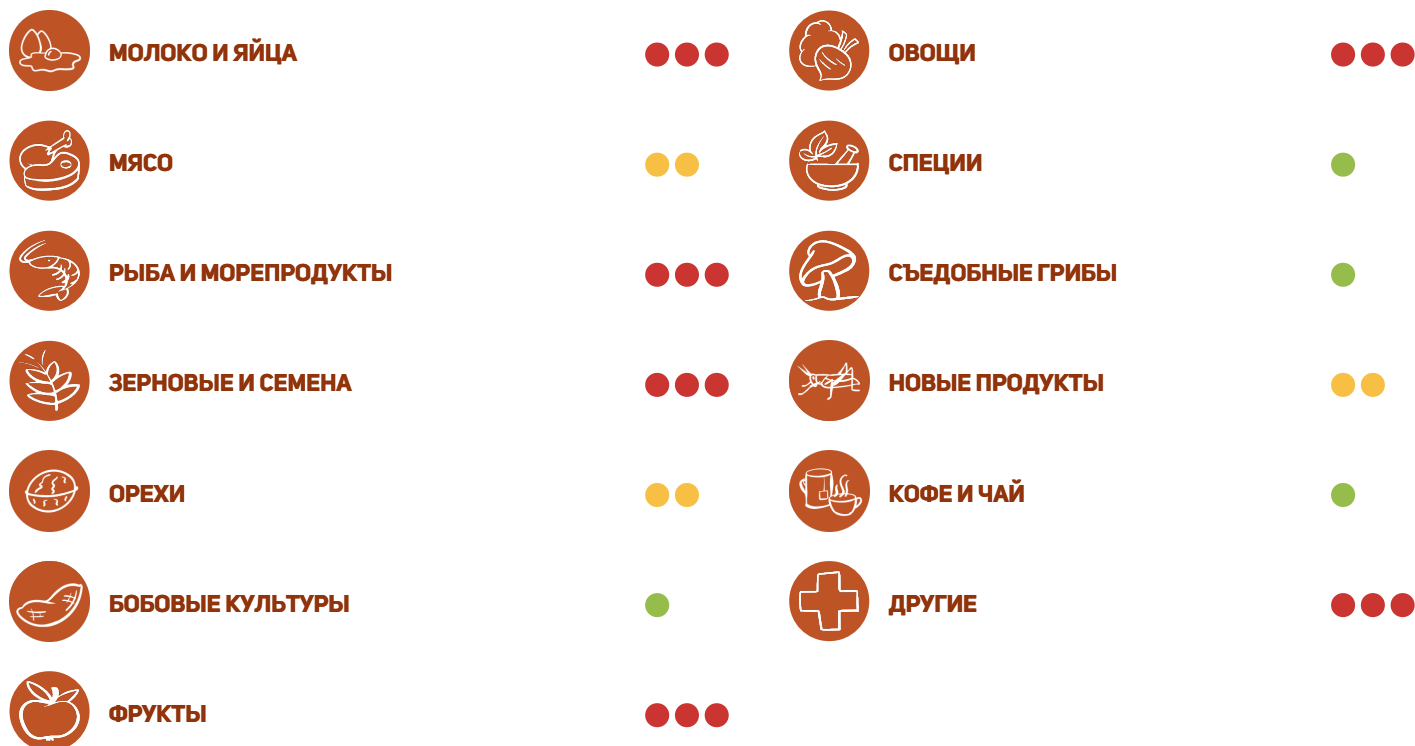 МОЛОКО И ЯЙЦА
МЯСО
РЫБА И МОРЕПРОДУКТЫ
ЗЕРНОВЫЕ И СЕМЕНА
ОРЕХИ
БОБОВЫЕ КУЛЬТУРЫ
ФРУКТЫ
ОВОЩИ
СПЕЦИИ
СЪЕДОБНЫЕ ГРИБЫ
НОВЫЕ ПРОДУКТЫ
КОФЕ И ЧАЙ
ДРУГИЕ